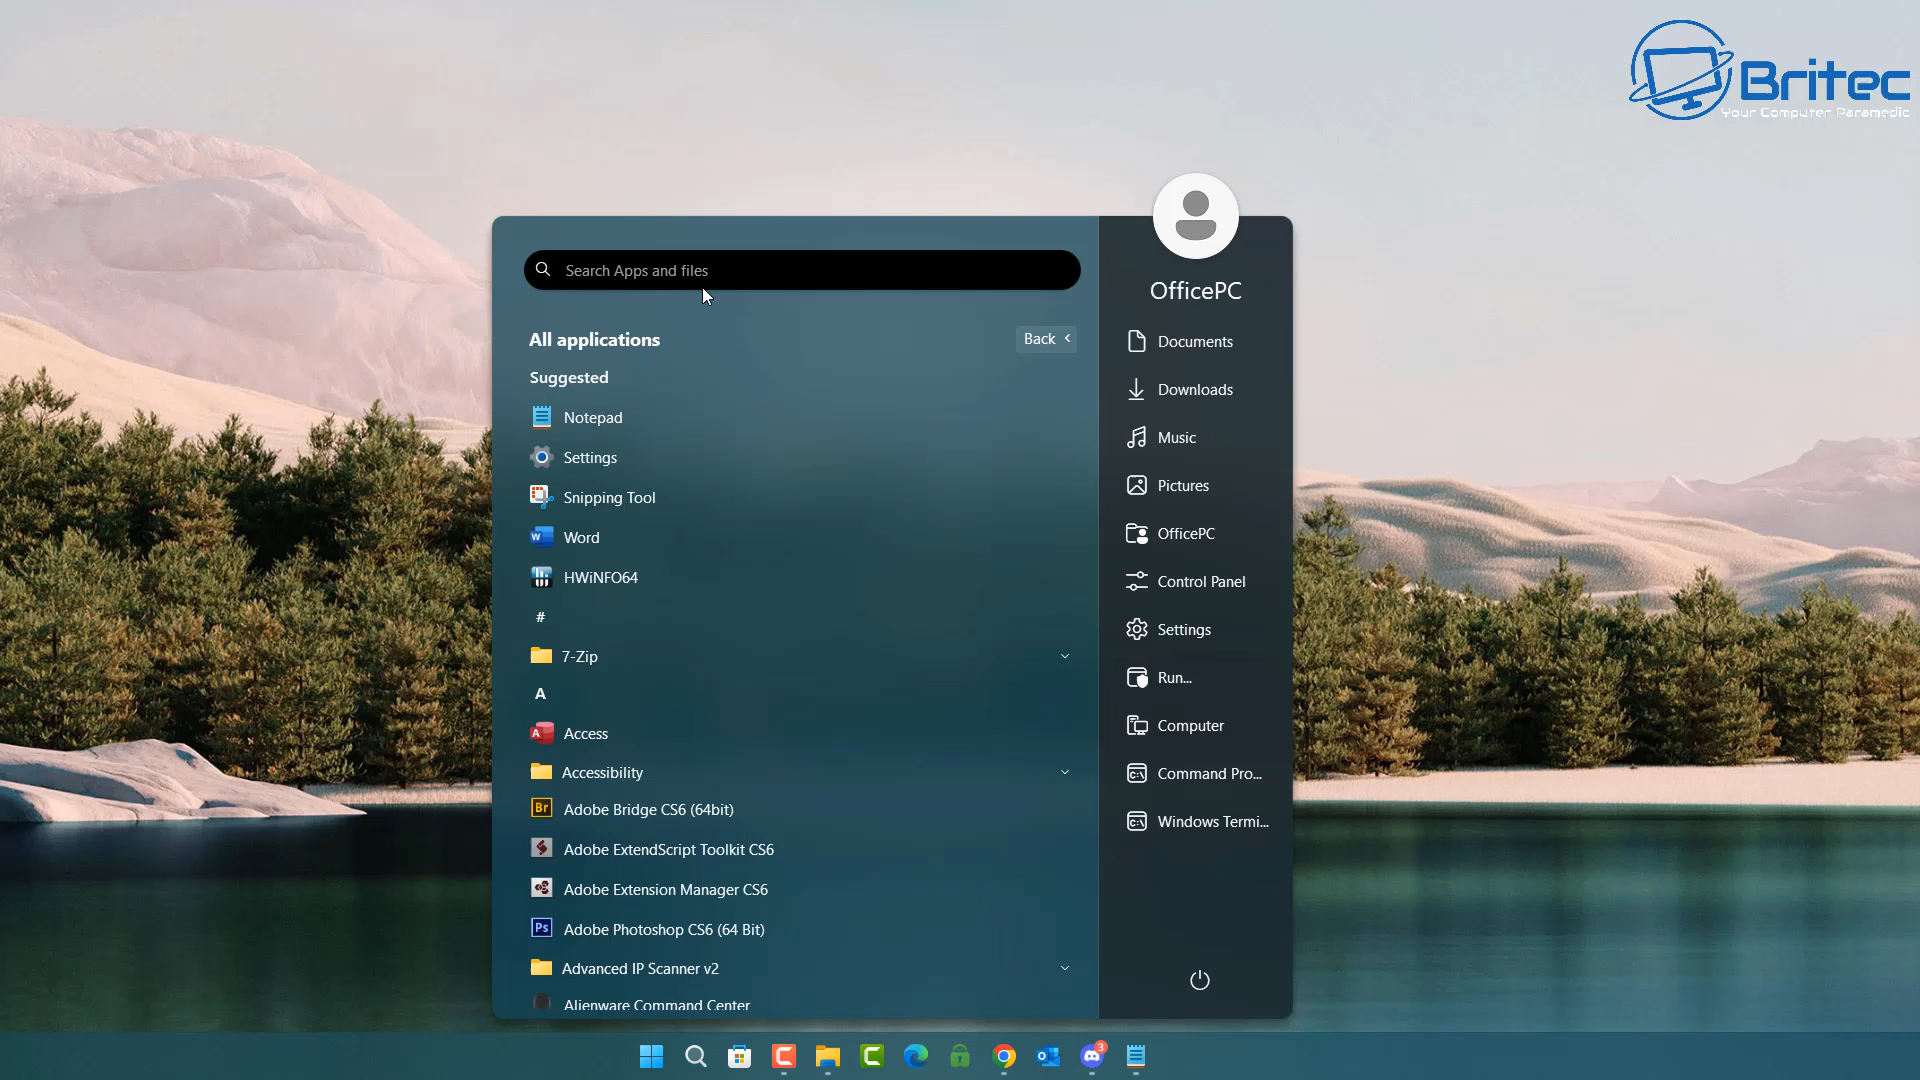 Britec
Your Computer Paramedic
Search Apps and files
All applications
Back
Suggested
Notepad
Settings
Snipping Tool
Word
HWiNFO64
#
7-Zip
A
Access
Accessibility
Adobe Bridge CS6 (64bit)
Adobe ExtendScript Toolkit CS6
Adobe Extension Manager CS6
Adobe Photoshop CS6 (64 Bit)
Advanced IP Scanner v2
Alienware Command Center
OfficePC
Documents
Downloads
Music
Pictures
OfficePC
Control Panel
Settings
Run...
Computer
Command Pro...
Windows Termi...
3